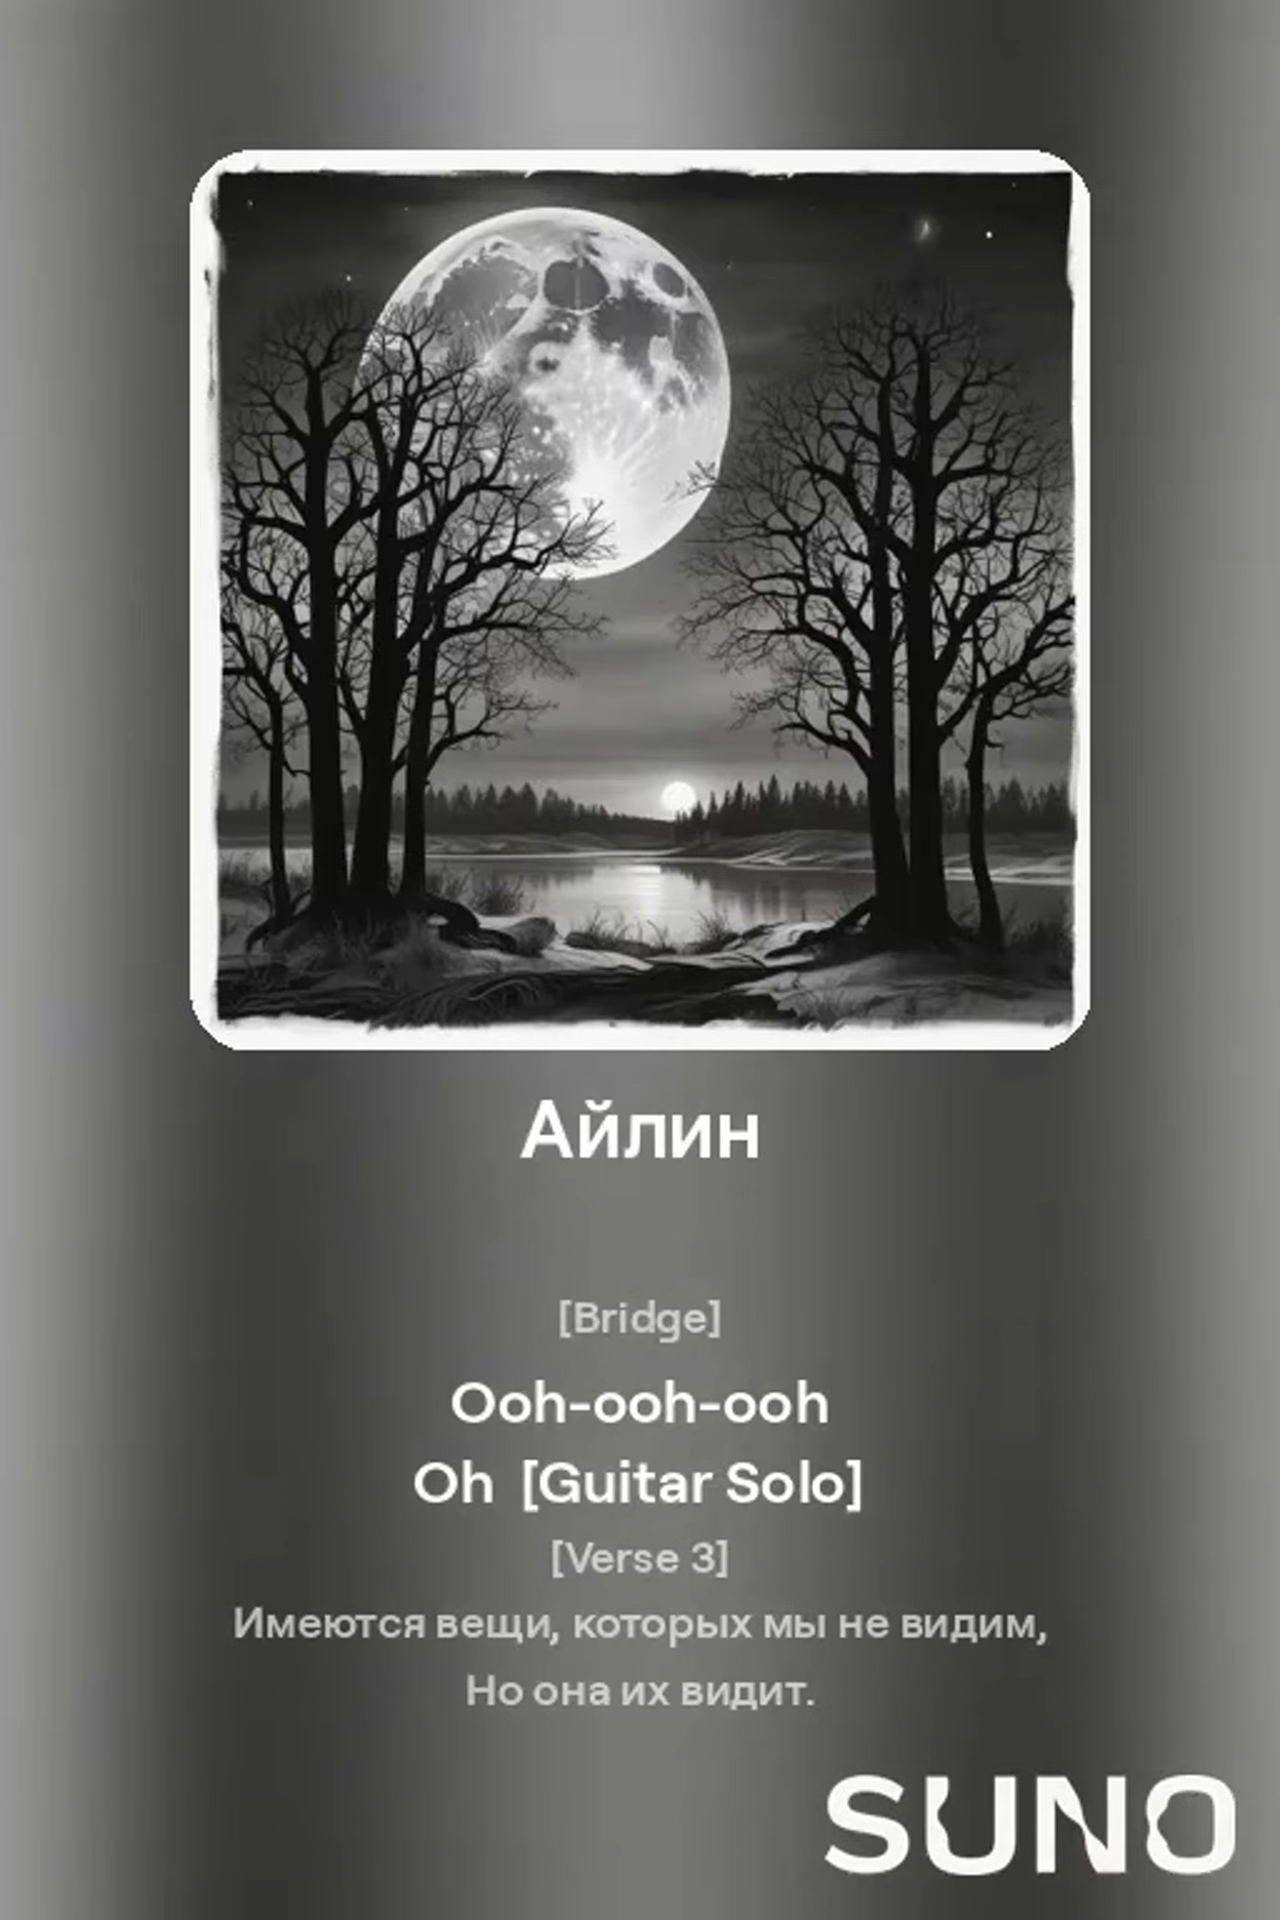 Айлин
[Bridge]
Ooh-ooh-ooh
Oh [Guitar Solo]
[Verse 3]
Имеются вещи, которых мы не видим,
Но она их видит.
SUNO